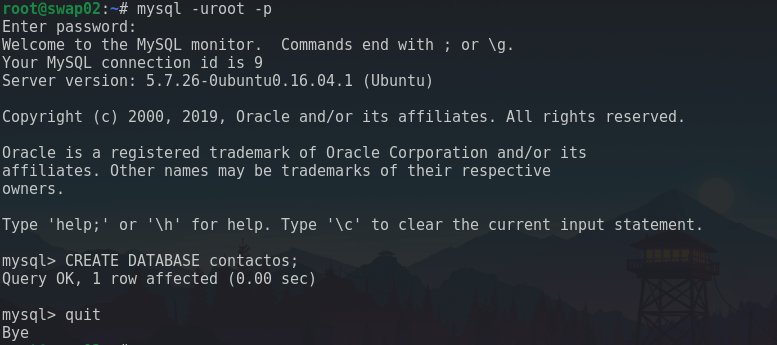 root@swap02:~# mysql -uroot -p
Enter password:
Welcome to the MySQL monitor.  Commands end with ; or \g.
Your MySQL connection id is 9
Server version: 5.7.26-0ubuntu0.16.04.1 (Ubuntu)
Copyright (c) 2000, 2019, Oracle and/or its affiliates. All rights reserved.
Oracle is a registered trademark of Oracle Corporation and/or its
affiliates. Other names may be trademarks of their respective
owners.
Type 'help;' or '\h' for help. Type '\c' to clear the current input statement.
mysql> CREATE DATABASE contactos;
Query OK, 1 row affected (0.00 sec)
mysql> quit
Bye